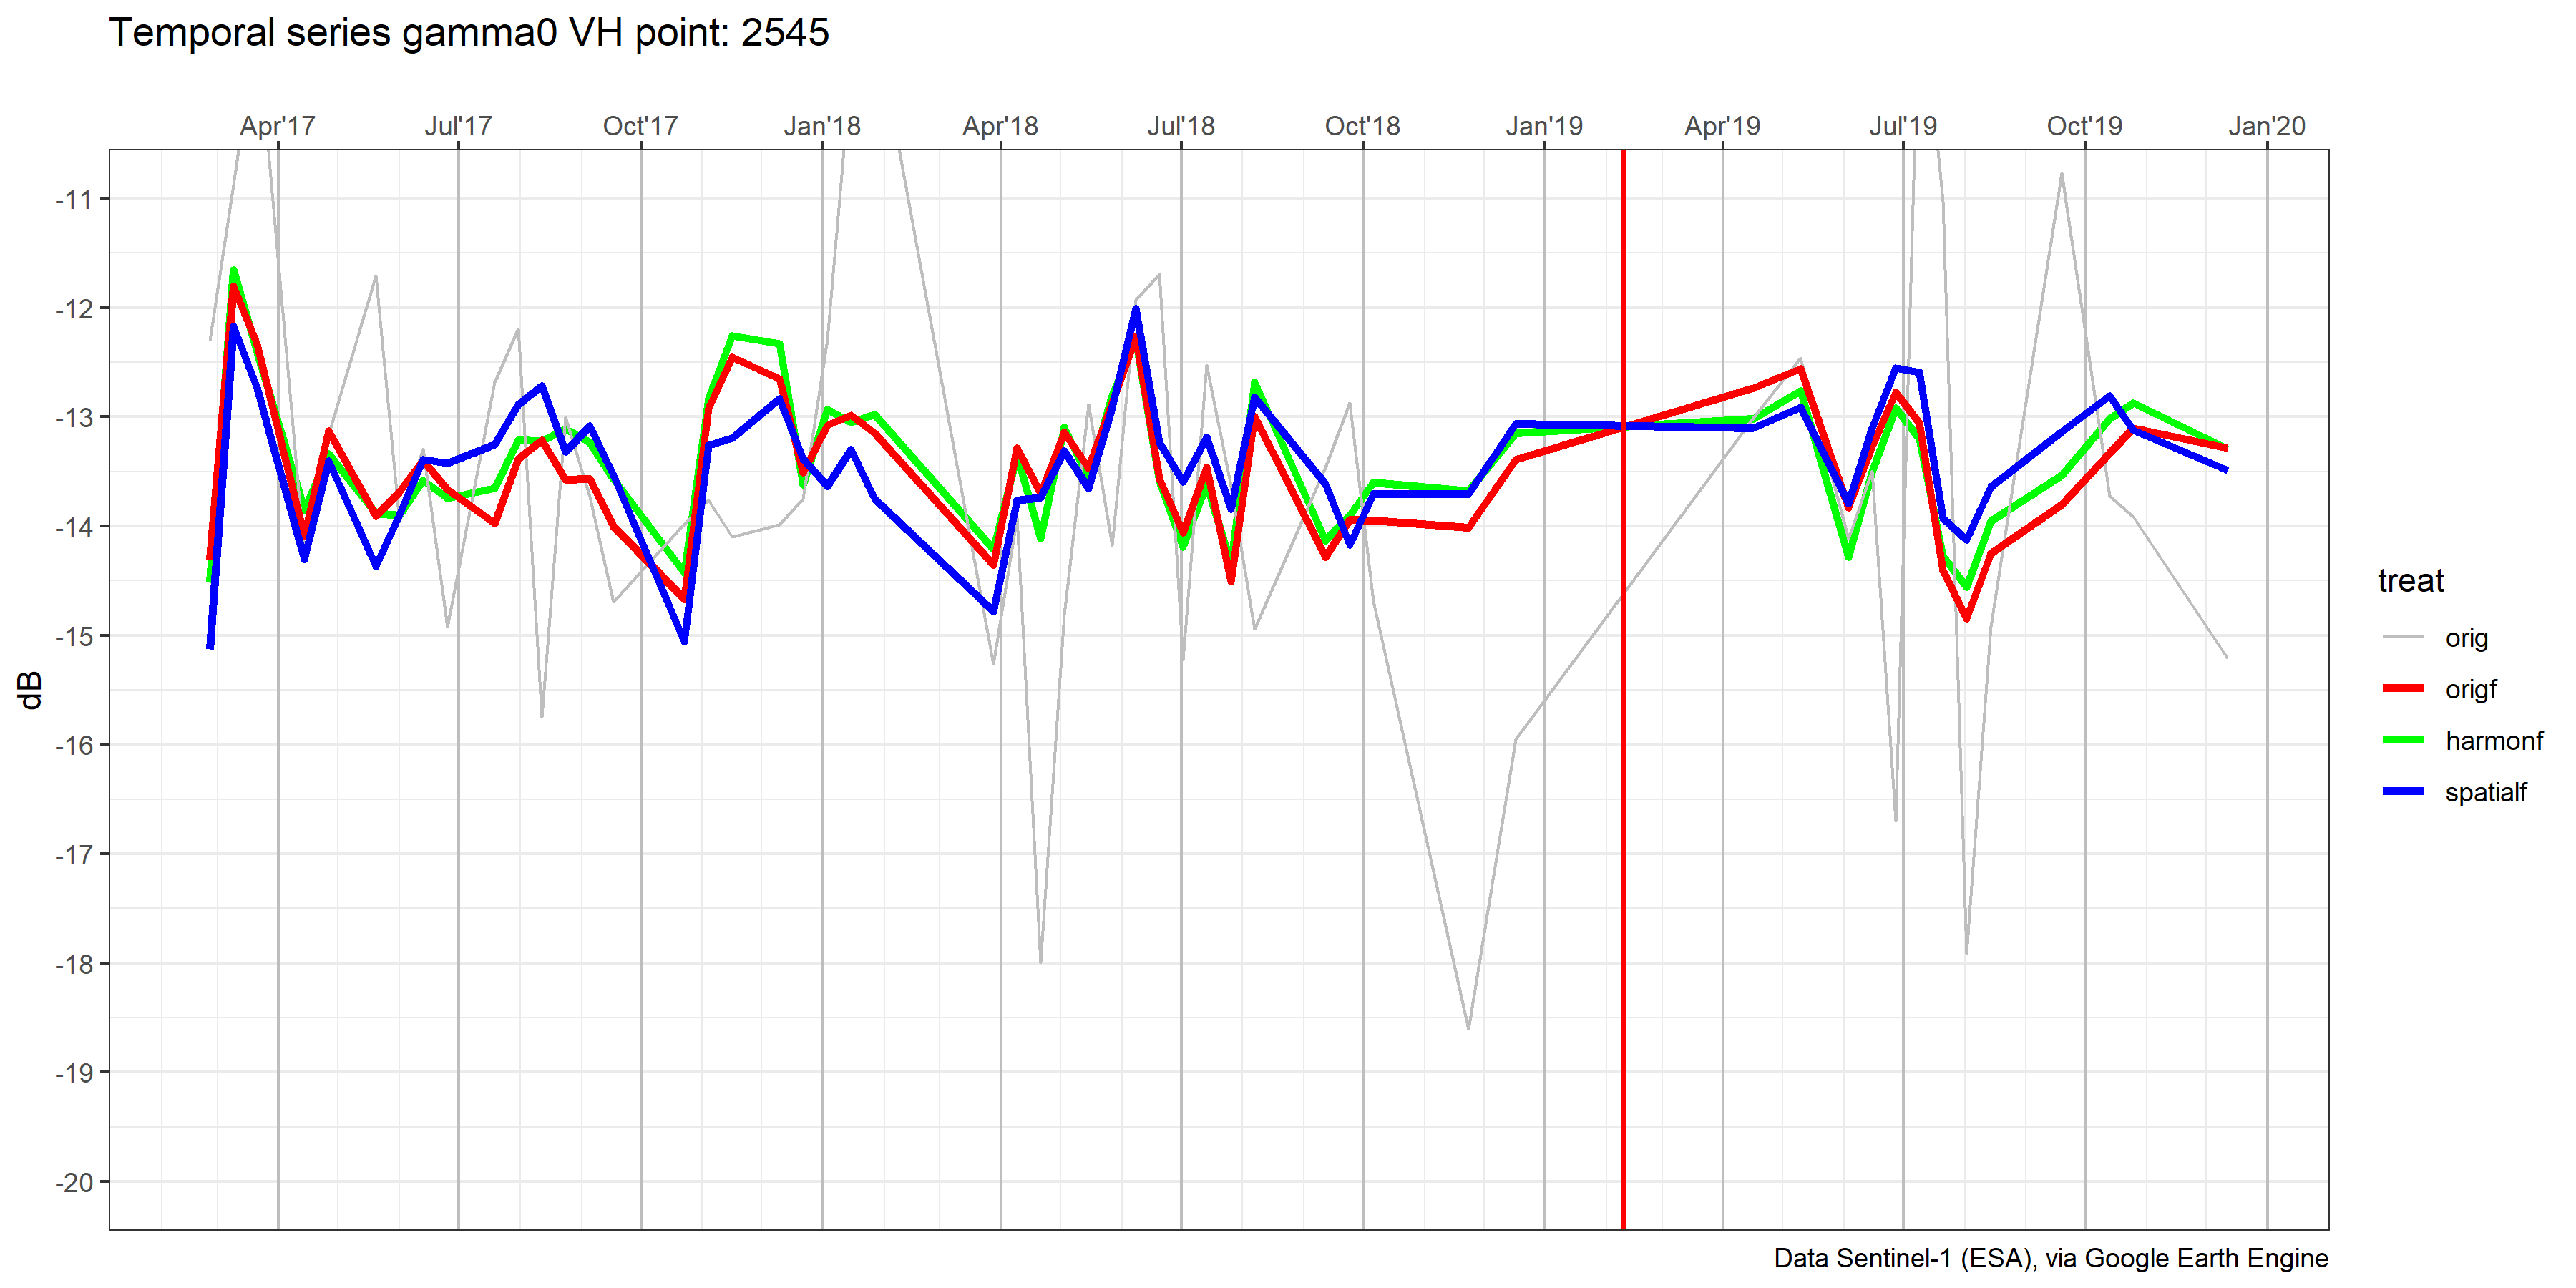 Temporal series gamma0 VH point: 2545
Apr'17 Jul'17 Oct'17 Jan'18 Apr'18 Jul'18 Oct'18 Jan'19 Apr'19 Jul'19 Oct'19 Jan'20
-11
-12
-13
-14
-15
-16
-17
-18
-19
-20
dB
treat
orig
origf
harmonf
spatialf
Data Sentinel-1 (ESA), via Google Earth Engine